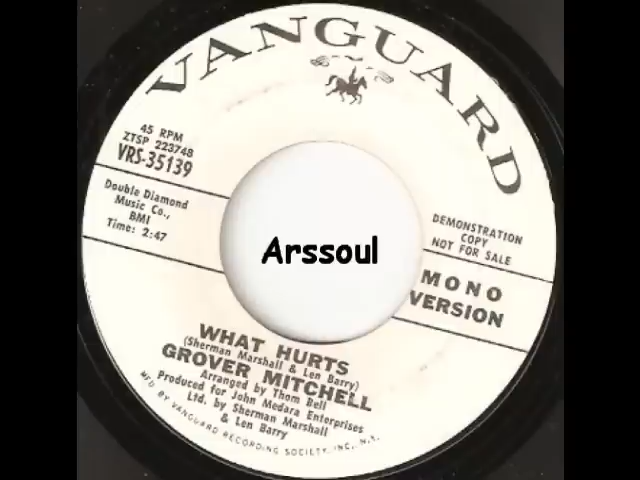 VANGUARD
45 RPM
ZTSP 223748
VRS-35139
Double Diamond
Music Co.,
BMI
Time: 2:47
DEMONSTRATION
COPY
NOT FOR SALE
MONO
VERSION
Arssoul
WHAT HURTS
(Sherman Marshall & Len Barry)
GROVER MITCHELL
Arranged by Thom Bell
Produced for John Medara Enterprises
Ltd. by Sherman Marshall
& Len Barry
MFD. BY VANGUARD RECORDING SOCIETY, INC., N.Y.